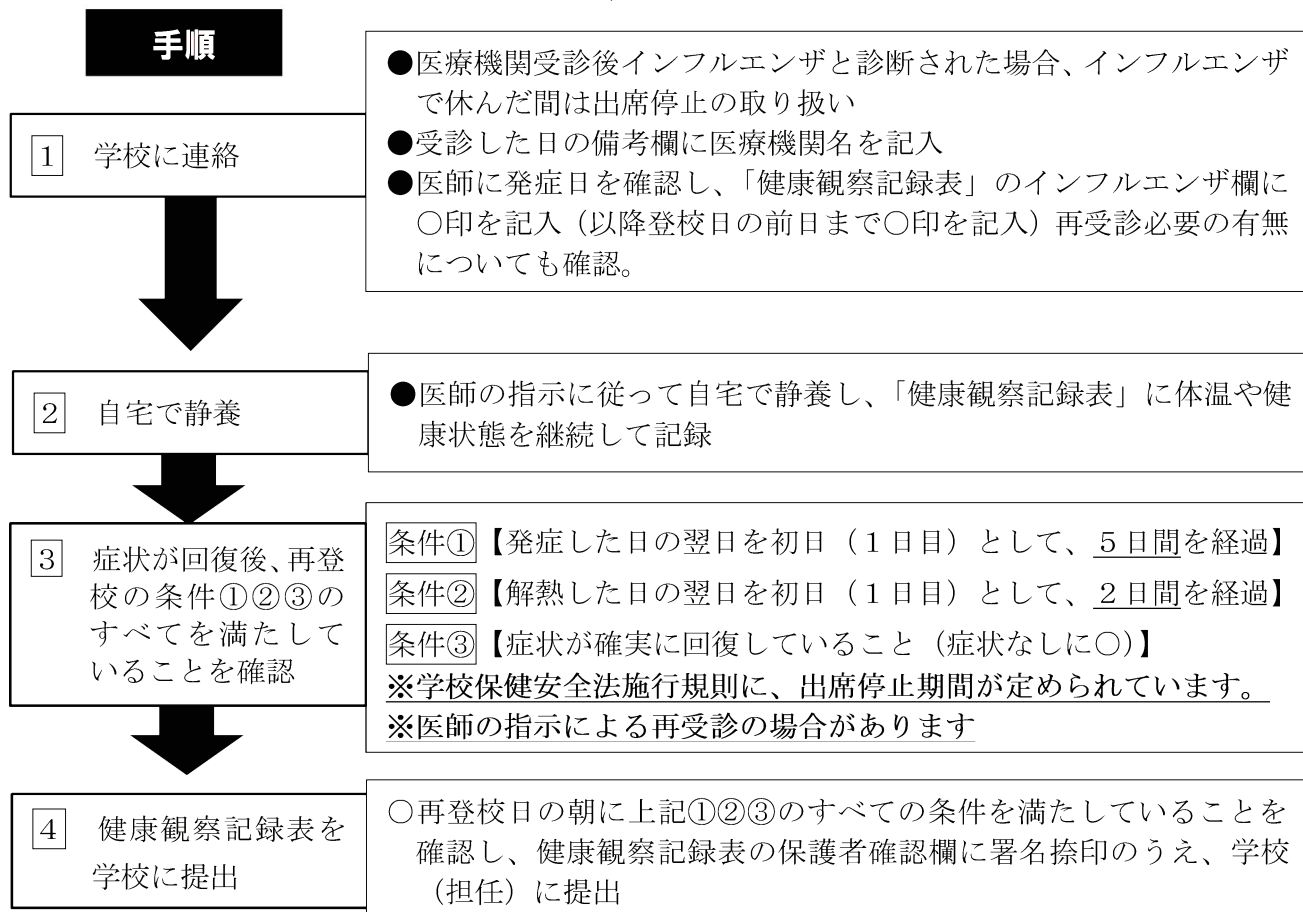 手順
1 学校に連絡
●医療機関受診後インフルエンザと診断された場合、インフルエンザ
で休んだ間は出席停止の取り扱い
●受診した日の備考欄に医療機関名を記入
●医師に発症日を確認し、「健康観察記録表」のインフルエンザ欄に
○印を記入（以降登校日の前日まで○印を記入）再受診必要の有無
についても確認。
2 自宅で静養
●医師の指示に従って自宅で静養し、「健康観察記録表」に体温や健
康状態を継続して記録
3 症状が回復後、再登
校の条件①②③の
すべてを満たして
いることを確認
条件①【発症した日の翌日を初日（１日目）として、５日間を経過】
条件②【解熱した日の翌日を初日（１日目）として、２日間を経過】
条件③【症状が確実に回復していること（症状なしに○）】
※学校保健安全法施行規則に、出席停止期間が定められています。
※医師の指示による再受診の場合があります
4 健康観察記録表を
学校に提出
○再登校日の朝に上記①②③のすべての条件を満たしていることを
確認し、健康観察記録表の保護者確認欄に署名捺印のうえ、学校
（担任）に提出